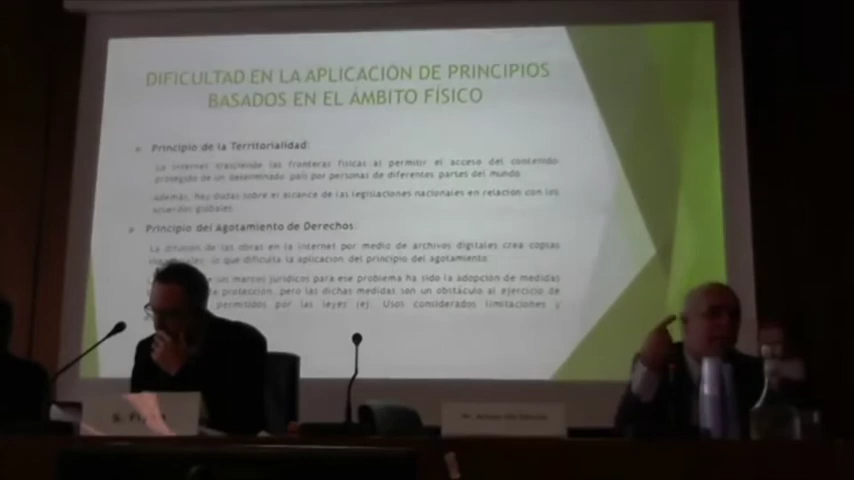 DIFICULTAD EN LA APLICACIÓN DE PRINCIPIOS
BASADOS EN EL ÁMBITO FÍSICO
Principio de la Territorialidad:
La internet trasciende las fronteras físicas al permitir el acceso del contenido
protegido de un determinado país por personas de diferentes partes del mundo.
Además, hay dudas sobre el alcance de las legislaciones nacionales en relación con los
acuerdos globales.
Principio del Agotamiento de Derechos:
La difusión de las obras en la internet por medio de archivos digitales crea copias
lo que dificulta la aplicación del principio del agotamiento.
marcos jurídicos para ese problema ha sido la adopción de medidas
de protección, pero las dichas medidas son un obstáculo al ejercicio de
permitidos por las leyes (ej. Usos considerados limitaciones y
S.